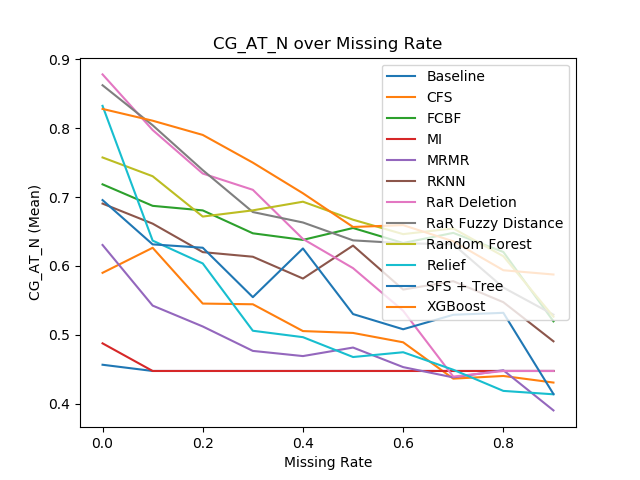 CG_AT_N over Missing Rate
0.9
0.8
0.7
0.6
0.5
0.4
CG_AT_N (Mean)
Baseline
CFS
FCBF
MI
MRMR
RKNN
RaR Deletion
RaR Fuzzy Distance
Random Forest
Relief
SFS + Tree
XGBoost
0.0
0.2
0.4
0.6
0.8
Missing Rate